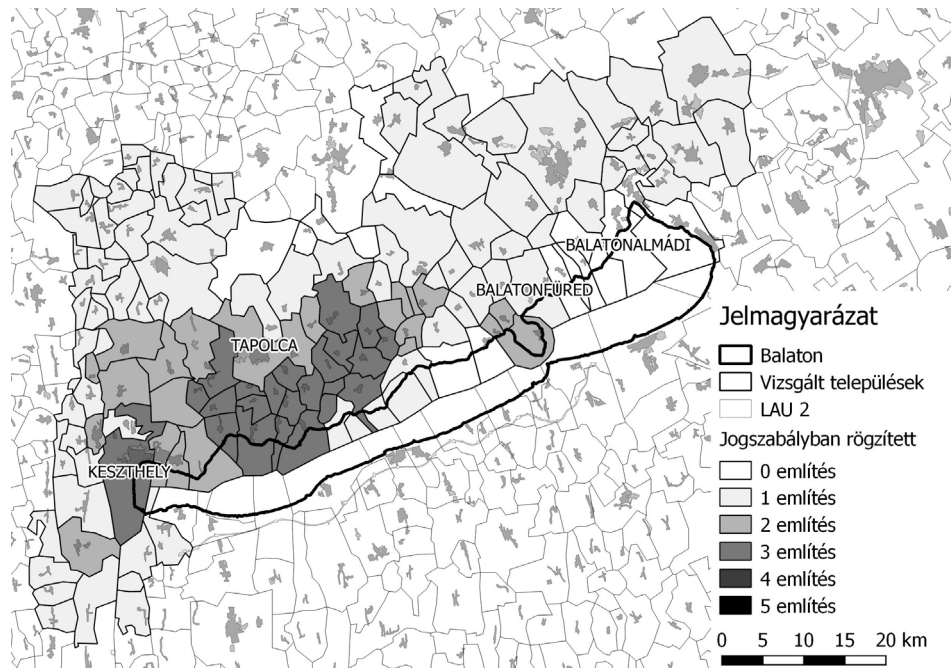 BALATONALMÁDI
BALATONFÜRED
TAPOLCA
KESZTHELY
Jelmagyarázat
Balaton
Vizsgált települések
LAU 2
Jogszabályban rögzített
0 említés
1 említés
2 említés
3 említés
4 említés
5 említés
0 5 10 15 20 km